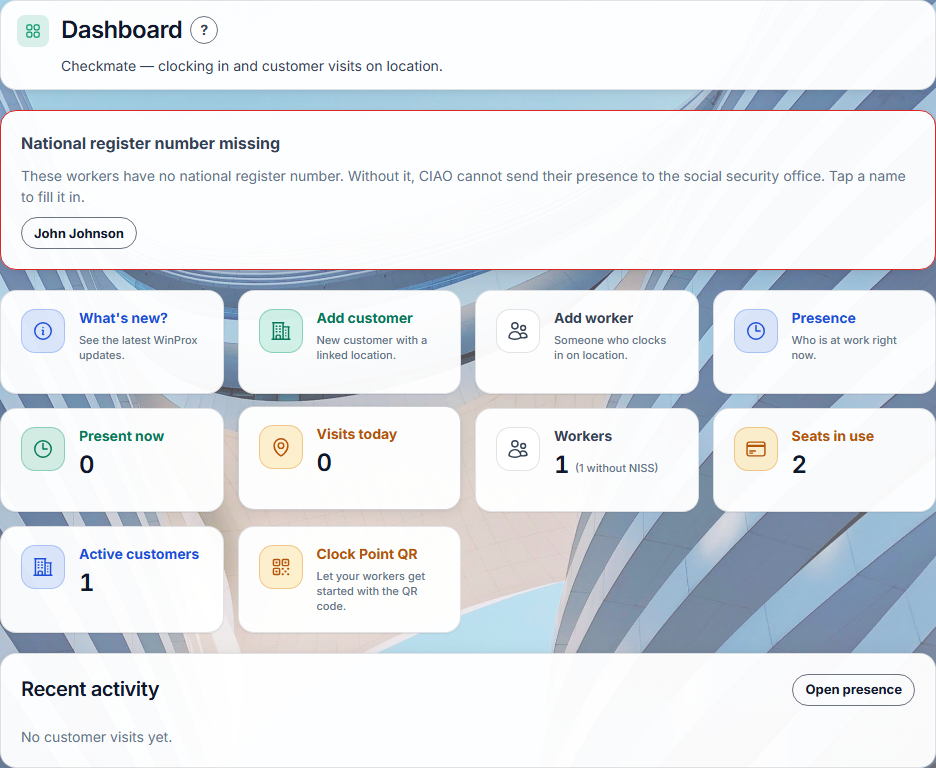 Dashboard ?
Checkmate — clocking in and customer visits on location.
National register number missing
These workers have no national register number. Without it, CIAO cannot send their presence to the social security office. Tap a name
to fill it in.
John Johnson
What's new?
See the latest WinProx
updates.
Add customer
New customer with a
linked location.
Add worker
Someone who clocks
in on location.
Presence
Who is at work right
now.
Present now
0
Visits today
0
Workers
1 (1 without NISS)
Seats in use
2
Active customers
1
Clock Point QR
Let your workers get
started with the QR
code.
Recent activity
Open presence
No customer visits yet.